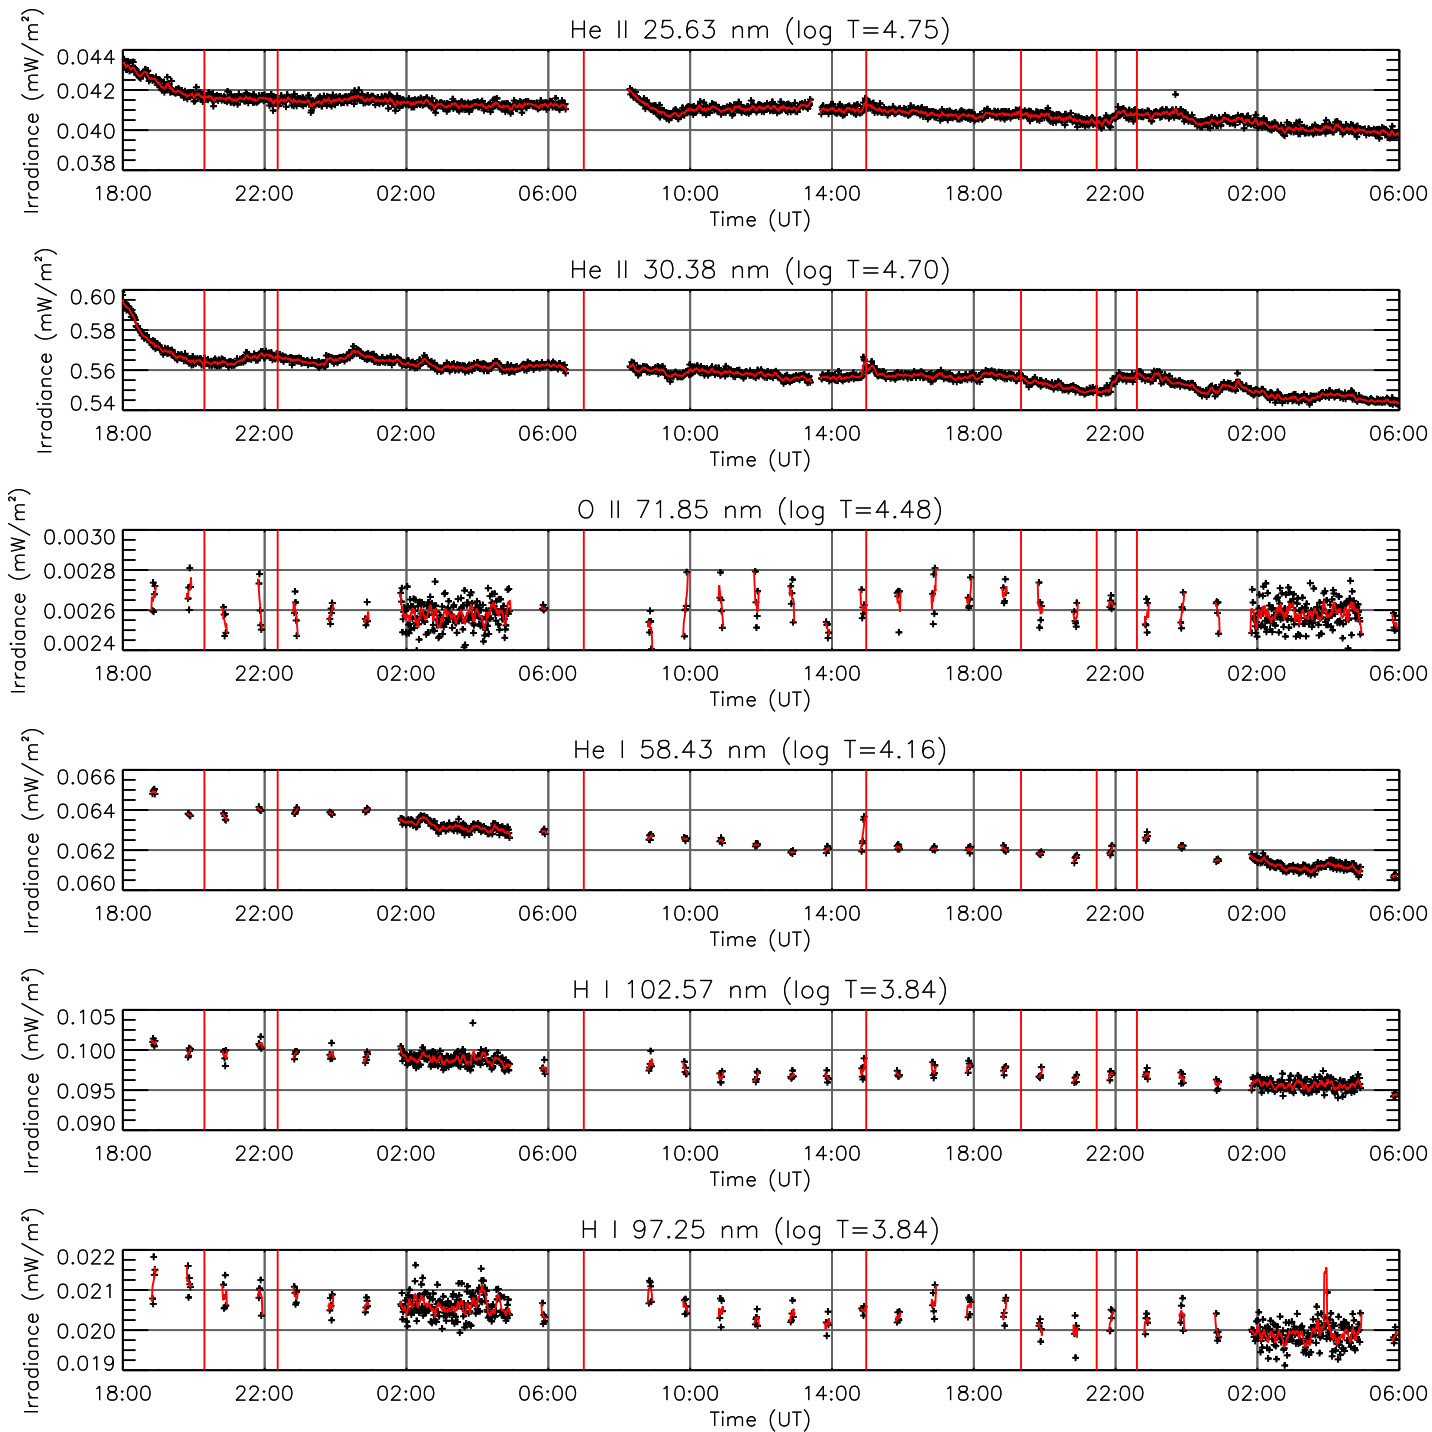 He II 25.63 nm (log T=4.75)
Irradiance (mW/m²)
0.044
0.042
0.040
0.038
18:00 22:00 02:00 06:00 10:00 14:00 18:00 22:00 02:00 06:00
Time (UT)
He II 30.38 nm (log T=4.70)
Irradiance (mW/m²)
0.60
0.58
0.56
0.54
18:00 22:00 02:00 06:00 10:00 14:00 18:00 22:00 02:00 06:00
Time (UT)
O II 71.85 nm (log T=4.48)
Irradiance (mW/m²)
0.0030
0.0028
0.0026
0.0024
18:00 22:00 02:00 06:00 10:00 14:00 18:00 22:00 02:00 06:00
Time (UT)
He I 58.43 nm (log T=4.16)
Irradiance (mW/m²)
0.066
0.064
0.062
0.060
18:00 22:00 02:00 06:00 10:00 14:00 18:00 22:00 02:00 06:00
Time (UT)
H I 102.57 nm (log T=3.84)
Irradiance (mW/m²)
0.105
0.100
0.095
0.090
18:00 22:00 02:00 06:00 10:00 14:00 18:00 22:00 02:00 06:00
Time (UT)
H I 97.25 nm (log T=3.84)
Irradiance (mW/m²)
0.022
0.021
0.020
0.019
18:00 22:00 02:00 06:00 10:00 14:00 18:00 22:00 02:00 06:00
Time (UT)